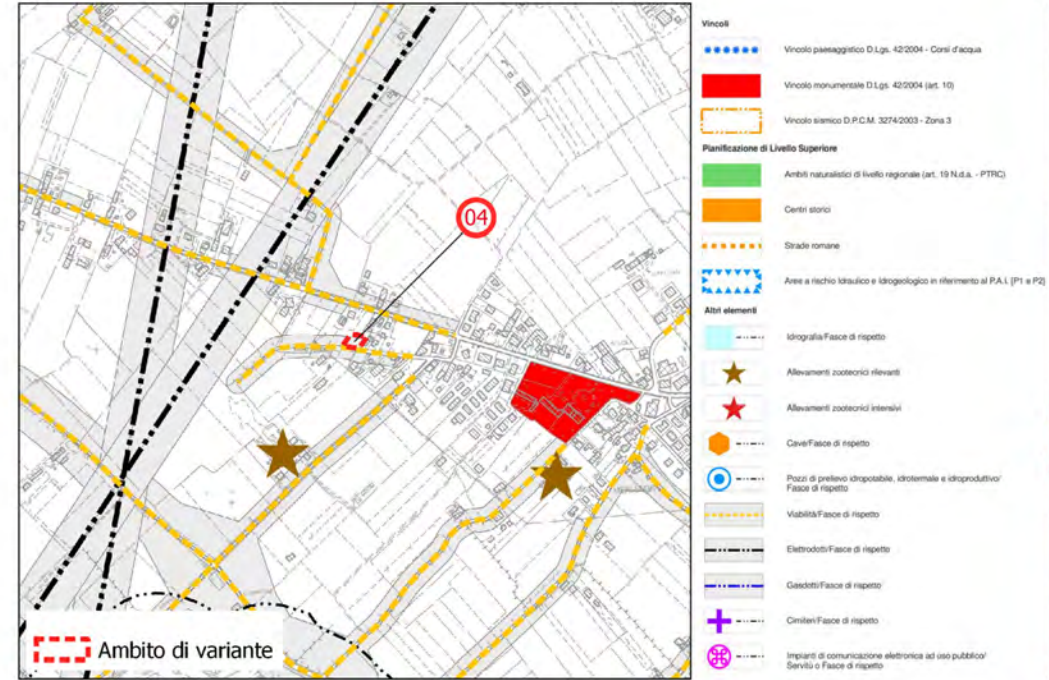 04
Ambito di variante
Vincoli
Vincolo paesaggistico D.Lgs. 42/2004 - Corsi d'acqua
Vincolo monumentale D.Lgs. 42/2004 (art. 10)
Vincolo sismico D.P.C.M. 3274/2003 - Zona 3
Pianificazione di Livello Superiore
Ambiti naturalistici di livello regionale (art. 19 N.d.a. - PTRC)
Centri storici
Strade romane
Aree a rischio Idraulico e Idrogeologico in riferimento al P.A.I. [P1 e P2]
Altri elementi
Idrografia/Fasce di rispetto
Allevamenti zootecnici rilevanti
Allevamenti zootecnici intensivi
Cave/Fasce di rispetto
Pozzi di prelievo idropotabile, idrotermale e idroproduttivo/
Fasce di rispetto
Viabilità/Fasce di rispetto
Elettrodotti/Fasce di rispetto
Gasdotti/Fasce di rispetto
Cimiteri/Fasce di rispetto
Impianti di comunicazione elettronica ad uso pubblico/
Servitù o Fasce di rispetto